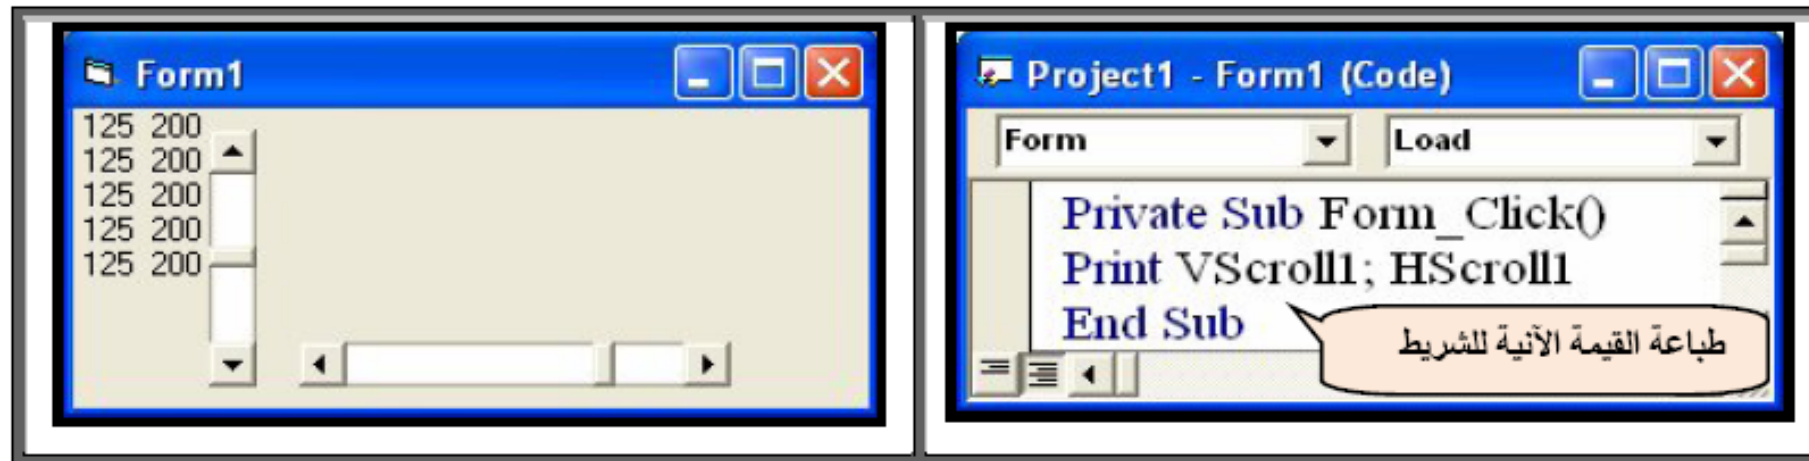 Form1
125 200
125 200
125 200
125 200
125 200
Project1 - Form1 (Code)
Form
Load
Private Sub Form_Click()
Print VScroll1; HScroll1
End Sub
طباعة القيمة الآنية للشريط